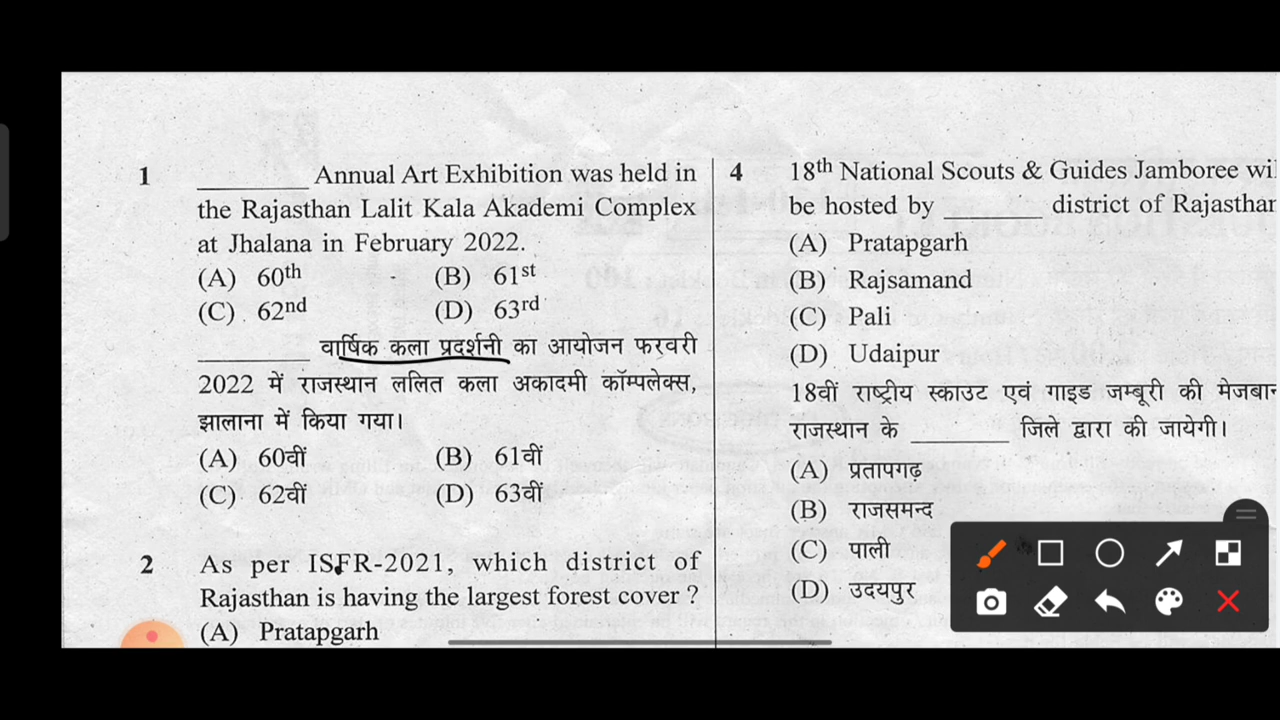 1 ________ Annual Art Exhibition was held in
the Rajasthan Lalit Kala Akademi Complex
at Jhalana in February 2022.
(A) 60th (B) 61st
(C) 62nd (D) 63rd
________ वार्षिक कला प्रदर्शनी का आयोजन फरवरी
2022 में राजस्थान ललित कला अकादमी कॉम्पलेक्स,
झालाना में किया गया।
(A) 60वीं (B) 61वीं
(C) 62वीं (D) 63वीं
2 As per ISFR-2021, which district of
Rajasthan is having the largest forest cover ?
(A) Pratapgarh
4 18th National Scouts & Guides Jamboree wil
be hosted by ________ district of Rajasthan
(A) Pratapgarh
(B) Rajsamand
(C) Pali
(D) Udaipur
18वीं राष्ट्रीय स्काउट एवं गाइड जम्बूरी की मेजबान
राजस्थान के ________ जिले द्वारा की जायेगी।
(A) प्रतापगढ़
(B) राजसमन्द
(C) पाली
(D) उदयपुर